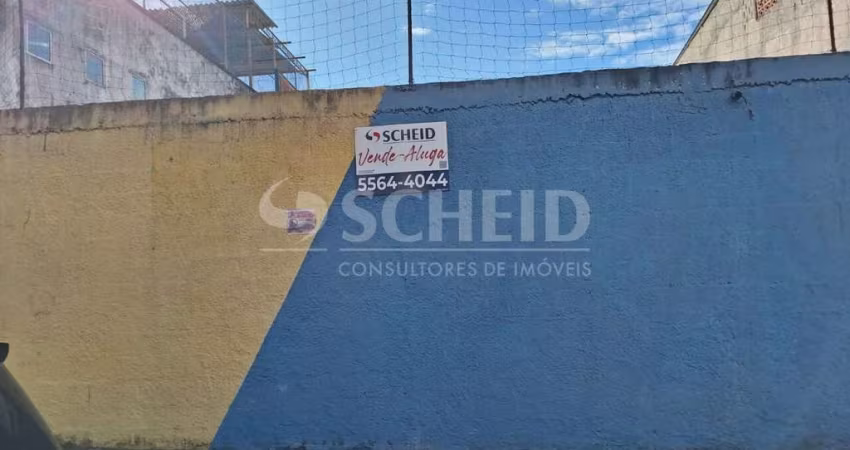 SCHEID
Vende-Aluga
5564-4044
SCHEID
CONSULTORES DE IMÓVEIS